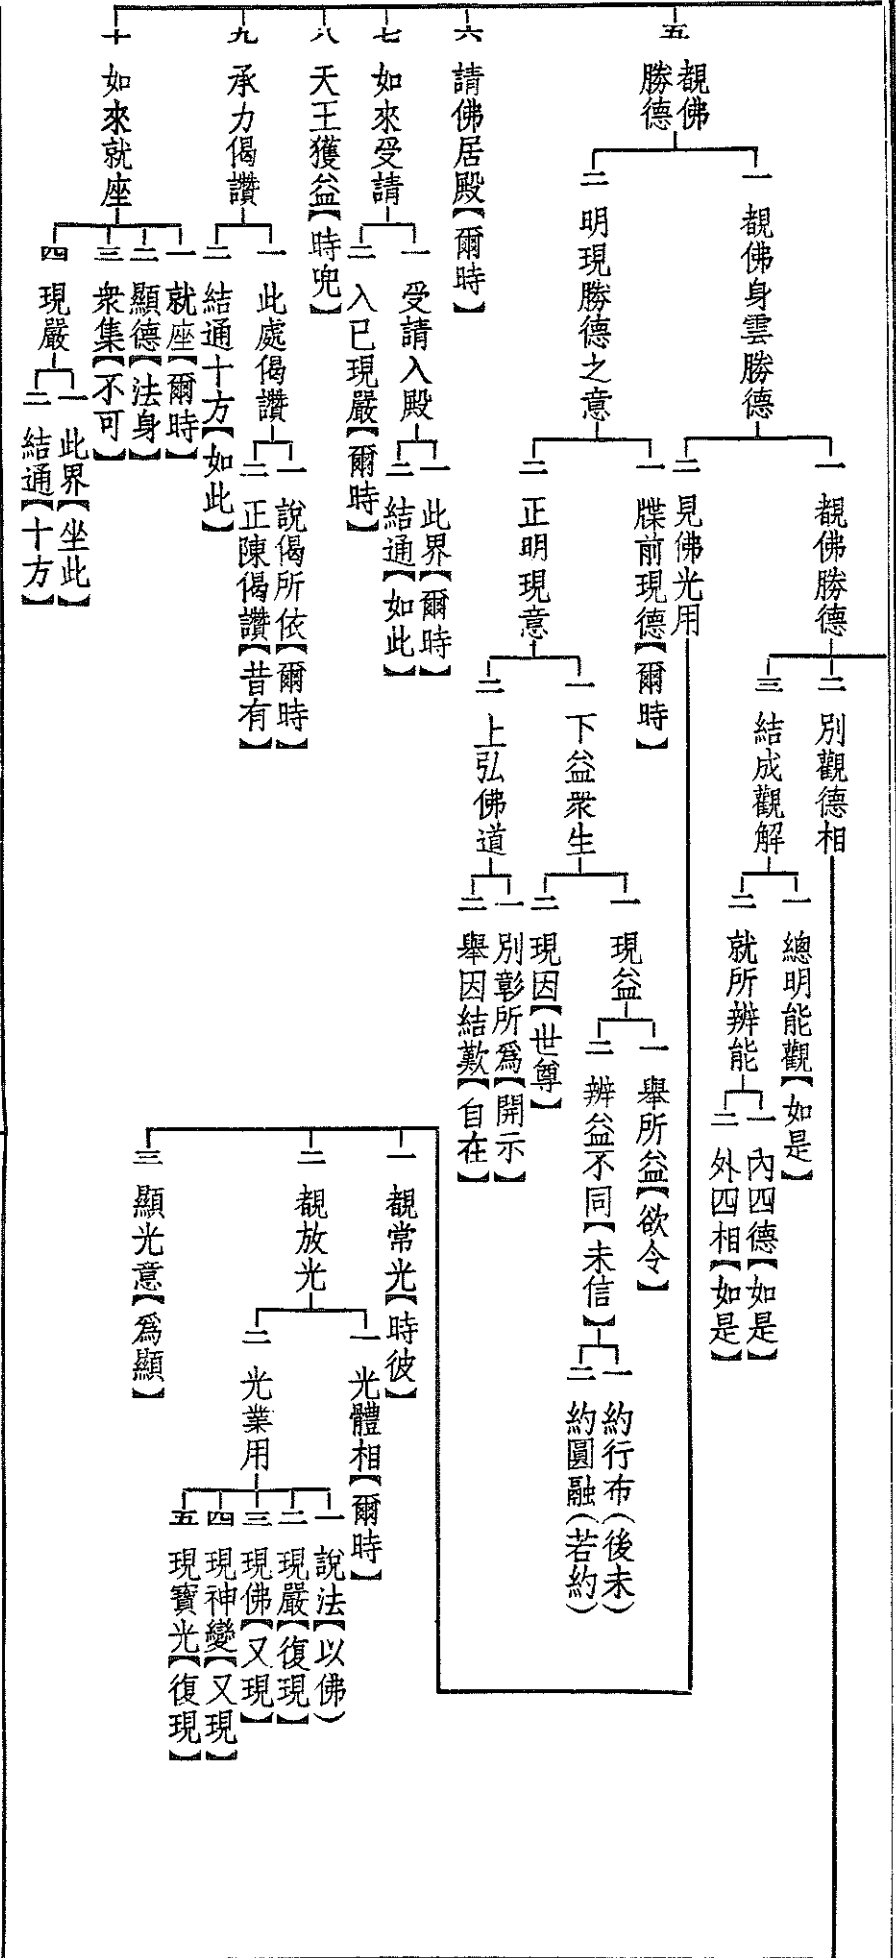 五 覩佛勝德
一 覩佛身雲勝德
一 覩佛勝德
二 別觀德相
三 結成觀解
一 總明能觀【如是】
二 就所辨能
一 內四德【如是】
二 外四相【如是】
二 見佛光用
一 覩常光【時彼】
二 覩放光
一 光體相【爾時】
二 光業用
一 說法【以佛】
二 現嚴【復現】
三 現佛【又現】
四 現神變【又現】
五 現寶光【復現】
三 顯光意【為顯】
二 明現勝德之意
一 牒前現德【爾時】
二 正明現意
一 下益衆生
一 現益
一 舉所益【欲令】
二 辨益不同【未信】
一 約行布(後未)
二 約圓融(若約)
二 現因【世尊】
二 上弘佛道
一 別彰所為【開示】
二 舉因結歎【自在】
六 請佛居殿【爾時】
七 如來受請
一 受請入殿
一 此界【爾時】
二 結通【如此】
二 入已現嚴【爾時】
八 天王獲益【時兜】
九 承力偈讚
一 此處偈讚
一 說偈所依【爾時】
二 正陳偈讚【昔有】
二 結通十方【如此】
十 如來就座
一 就座【爾時】
二 顯德【法身】
三 衆集【不可】
四 現嚴
一 此界【坐此】
二 結通【十方】